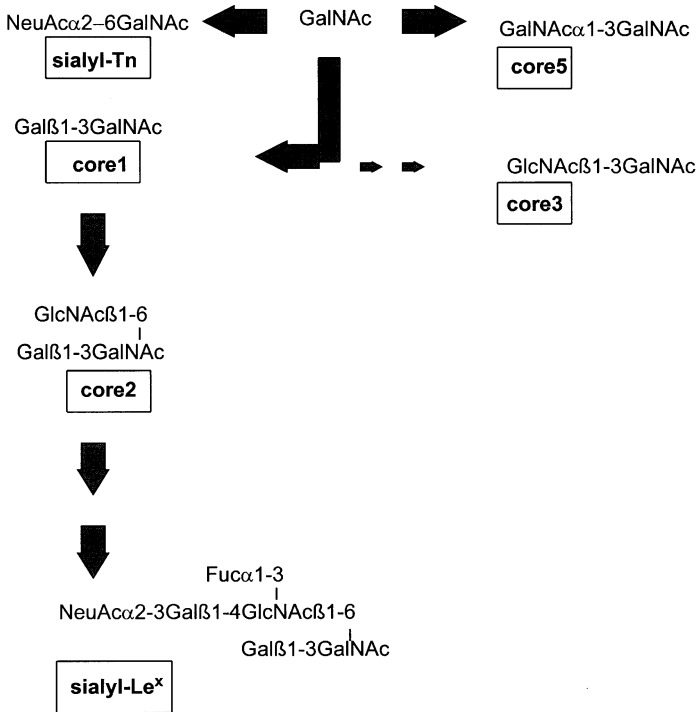 NeuAcα2–6GalNAc
sialyl-Tn
GalNAc
GalNAcα1-3GalNAc
core5
Galß1-3GalNAc
core1
GlcNAcß1-3GalNAc
core3
GlcNAcß1-6
Galß1-3GalNAc
core2
Fucα1-3
NeuAcα2-3Galß1-4GlcNAcß1-6
Galß1-3GalNAc
sialyl-Leˣ